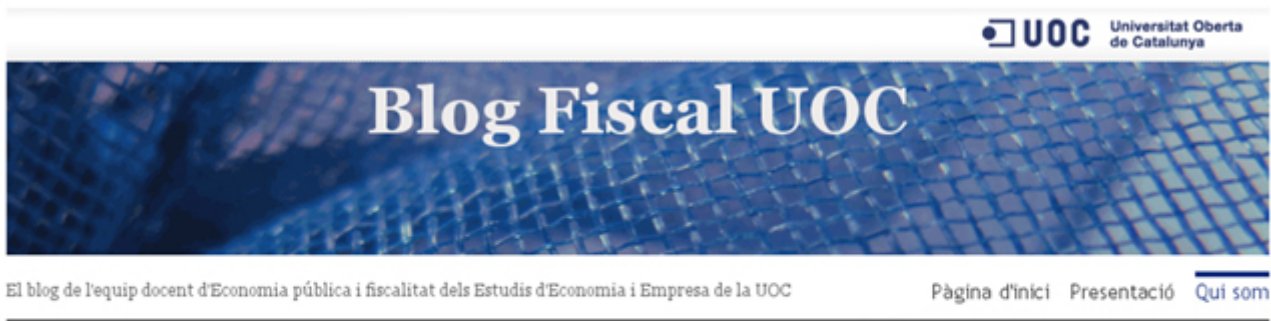 UOC Universitat Oberta
de Catalunya
Blog Fiscal UOC
El blog de l'equip docent d'Economia pública i fiscalitat dels Estudis d'Economia i Empresa de la UOC
Pàgina d'inici Presentació Qui som